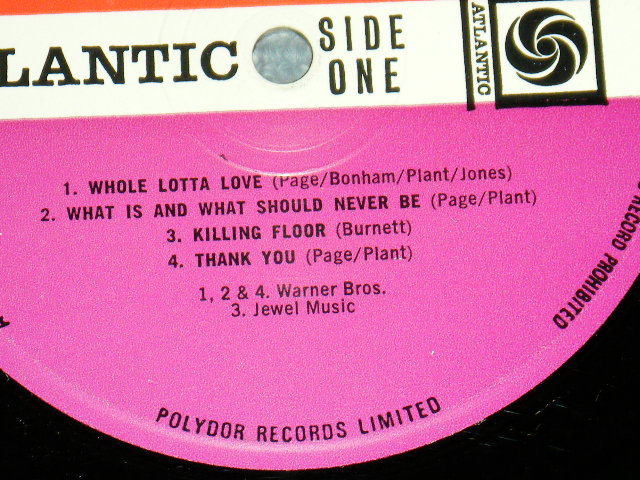 LANTIC
SIDE
ONE
ATLANTIC
1. WHOLE LOTTA LOVE (Page/Bonham/Plant/Jones)
2. WHAT IS AND WHAT SHOULD NEVER BE (Page/Plant)
3. KILLING FLOOR (Burnett)
4. THANK YOU (Page/Plant)
1, 2 & 4. Warner Bros.
3. Jewel Music
RECORD PROHIBITED
POLYDOR RECORDS LIMITED